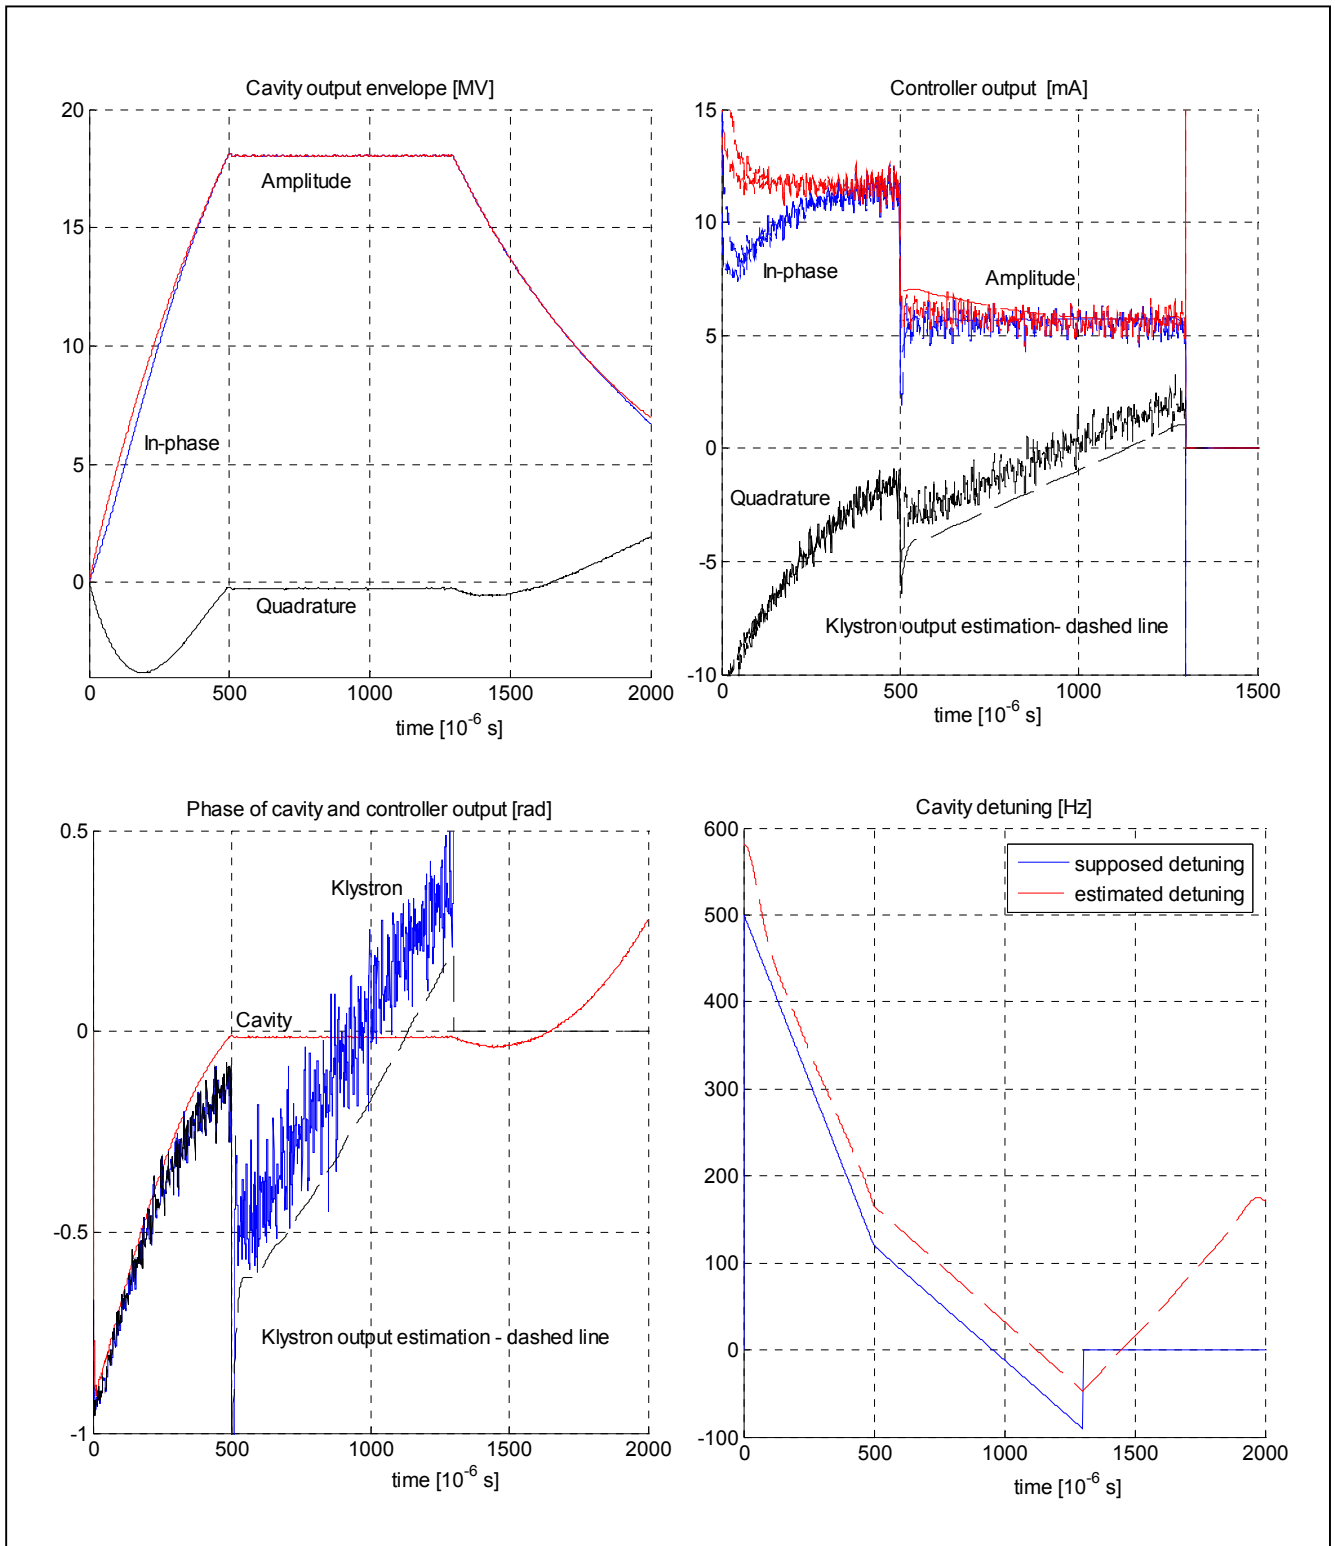 Cavity output envelope [MV]
20
15
10
5
0
Amplitude
In-phase
Quadrature
0 500 1000 1500 2000
time [10⁻⁶ s]
Controller output [mA]
15
10
5
0
-5
-10
In-phase
Amplitude
Quadrature
Klystron output estimation- dashed line
0 500 1000 1500
time [10⁻⁶ s]
Phase of cavity and controller output [rad]
0.5
0
-0.5
-1
Klystron
Cavity
Klystron output estimation - dashed line
0 500 1000 1500 2000
time [10⁻⁶ s]
Cavity detuning [Hz]
600
500
400
300
200
100
0
-100
supposed detuning
estimated detuning
0 500 1000 1500 2000
time [10⁻⁶ s]